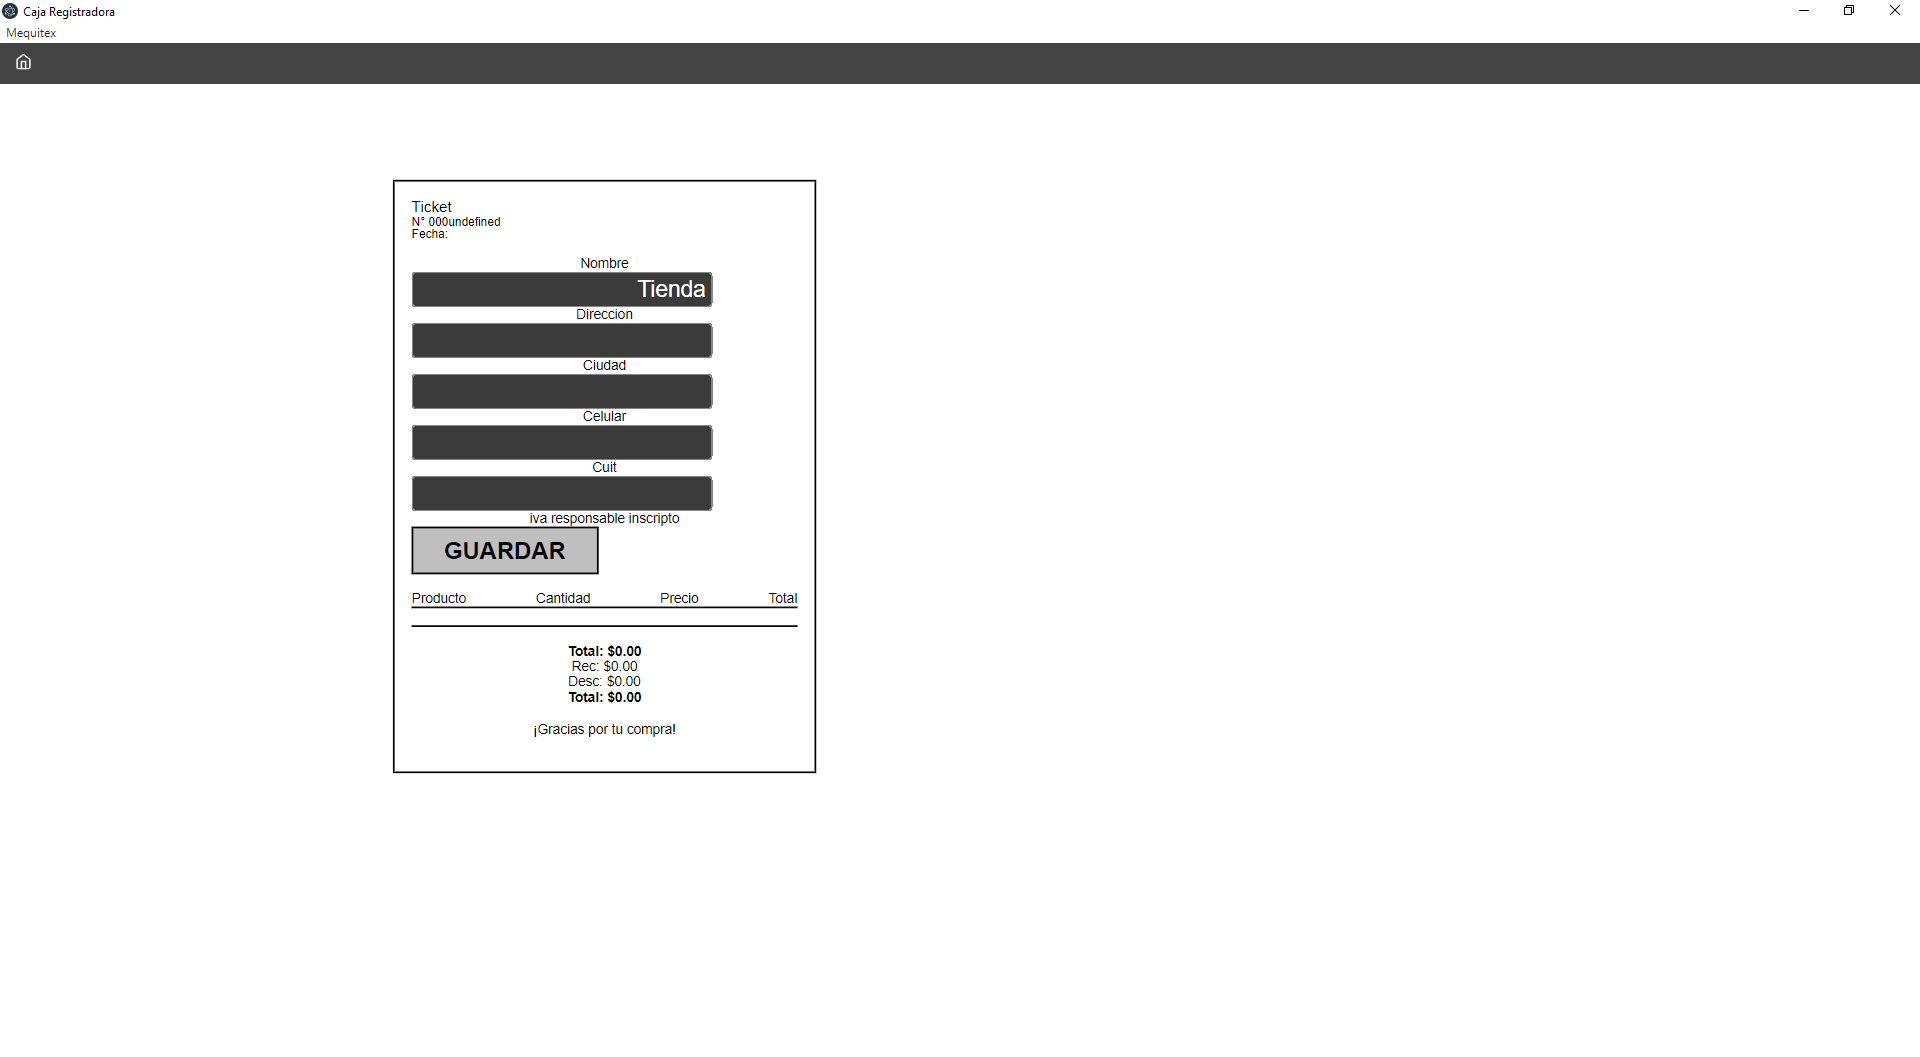 Caja Registradora
Mequitex
Ticket
N° 000undefined
Fecha:
Nombre
Tienda
Direccion
Ciudad
Celular
Cuit
iva responsable inscripto
GUARDAR
Producto Cantidad Precio Total
Total: $0.00
Rec: $0.00
Desc: $0.00
Total: $0.00
¡Gracias por tu compra!